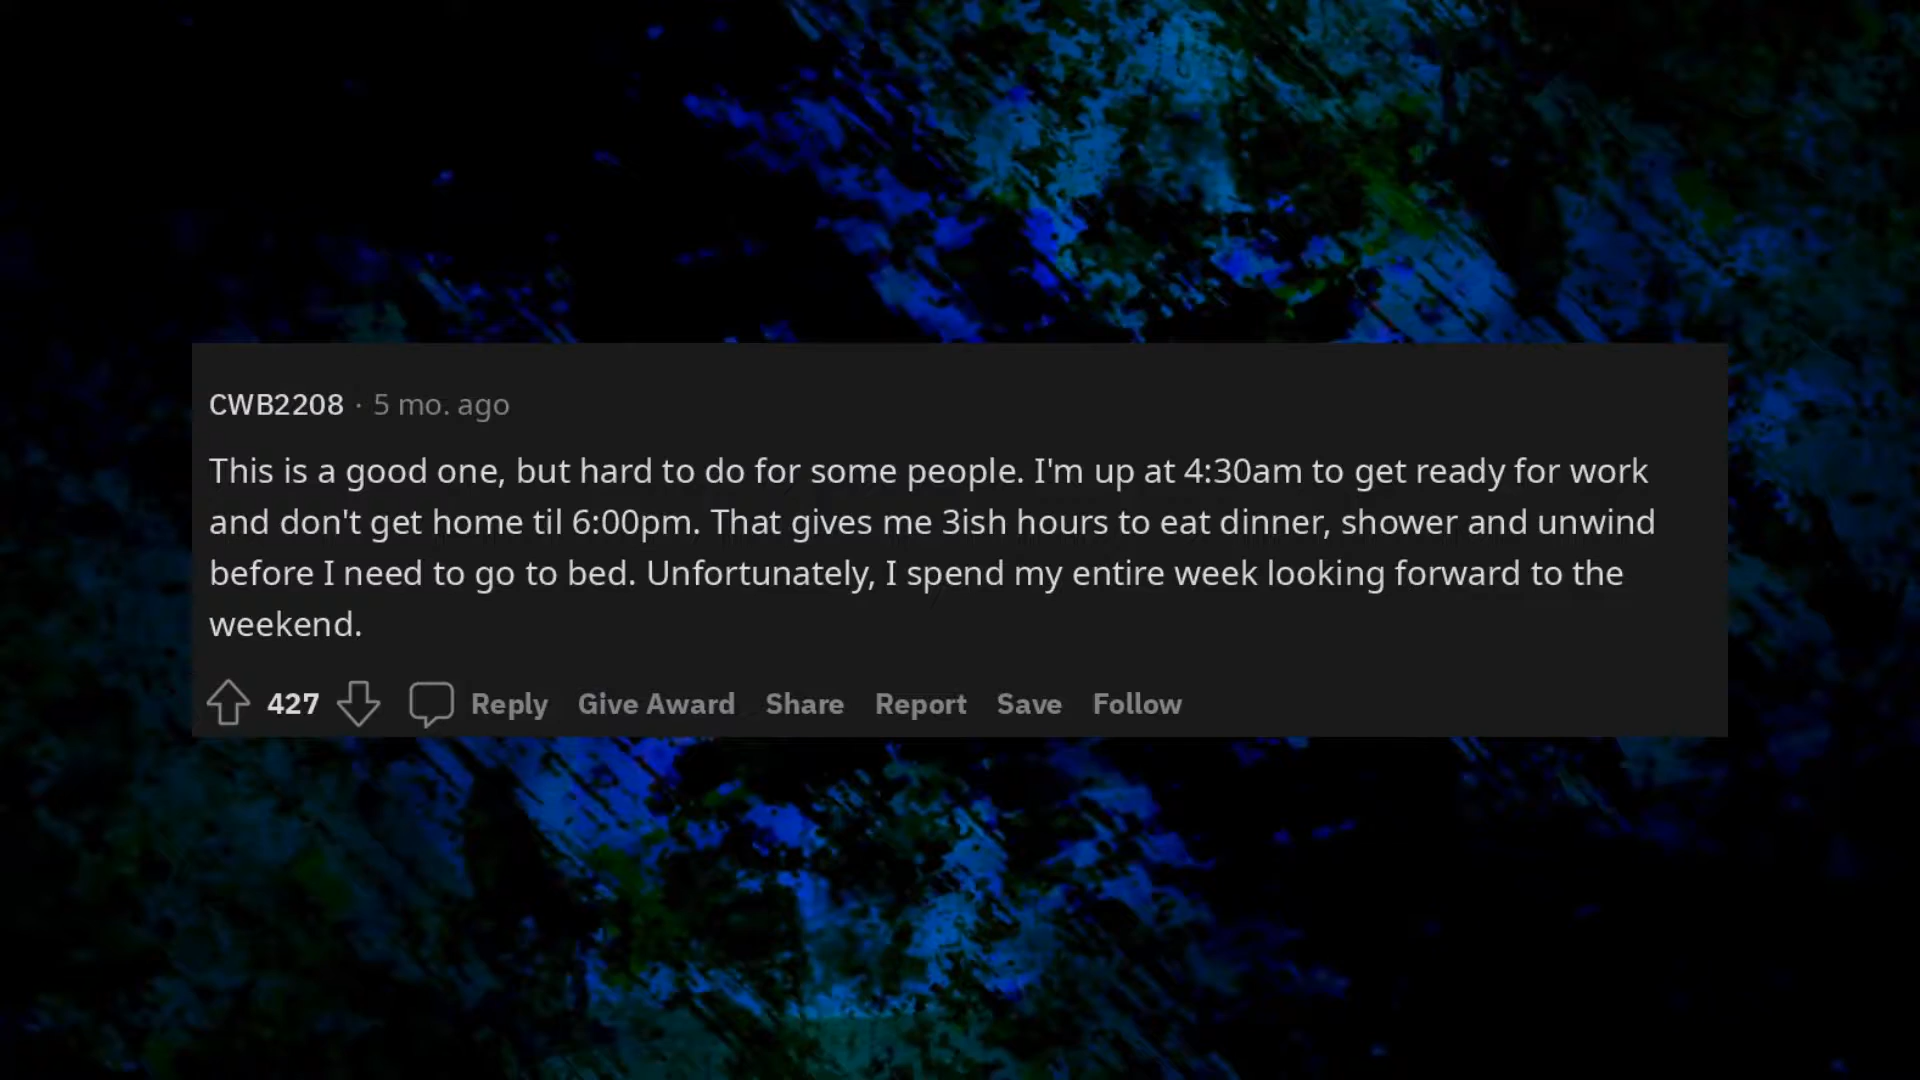 CWB2208 · 5 mo. ago
This is a good one, but hard to do for some people. I'm up at 4:30am to get ready for work
and don't get home til 6:00pm. That gives me 3ish hours to eat dinner, shower and unwind
before I need to go to bed. Unfortunately, I spend my entire week looking forward to the
weekend.
427 Reply Give Award Share Report Save Follow